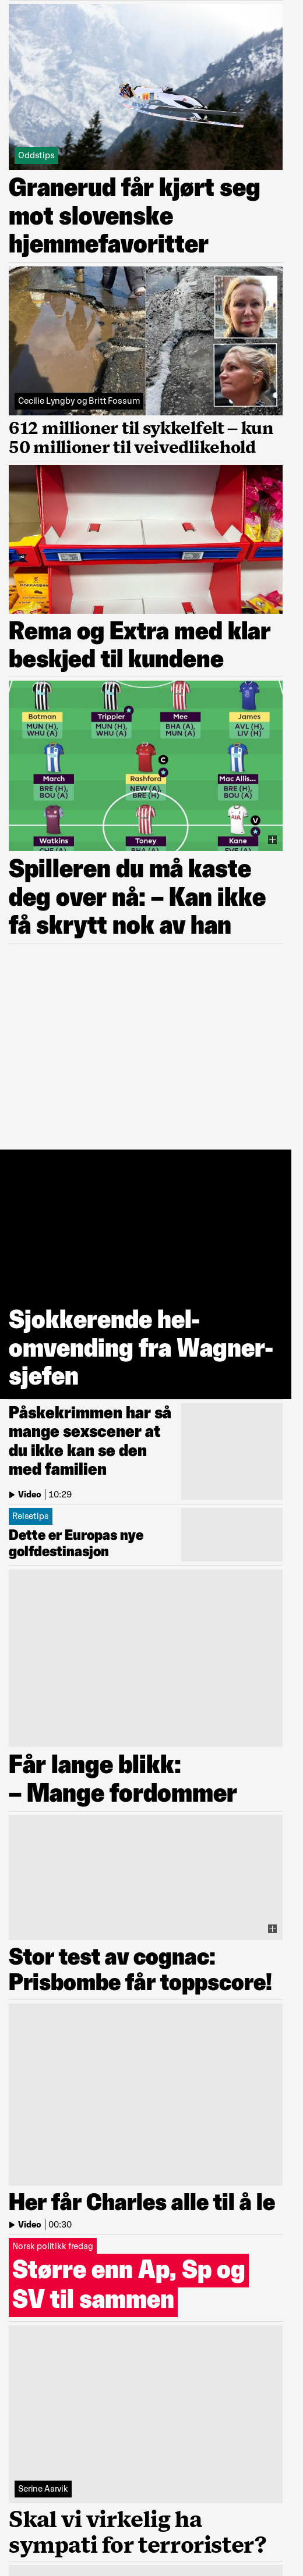 Oddstips
Granerud får kjørt seg
mot slovenske
hjemmefavoritter
Cecilie Lyngby og Britt Fossum
612 millioner til sykkelfelt – kun
50 millioner til veivedlikehold
Rema og Extra med klar
beskjed til kundene
Botman
MUN (H),
WHU (A)
Trippier
MUN (H),
WHU (A)
Mee
BHA (A),
MUN (A)
James
AVL (H),
LIV (H)
March
BRE (H),
BOU (A)
Rashford
NEW (A),
BRE (H)
C
Mac Allis...
BRE (H),
BOU (A)
Watkins
Toney
Kane
V
AIA
Spilleren du må kaste
deg over nå: – Kan ikke
få skrytt nok av han
Sjokkerende hel-
omvending fra Wagner-
sjefen
Påskekrimmen har så
mange sexscener at
du ikke kan se den
med familien
Video | 10:29
Reisetips
Dette er Europas nye
golfdestinasjon
Får lange blikk:
– Mange fordommer
Stor test av cognac:
Prisbombe får toppscore!
Her får Charles alle til å le
Video | 00:30
Norsk politikk fredag
Større enn Ap, Sp og
SV til sammen
Serine Aarvik
Skal vi virkelig ha
sympati for terrorister?